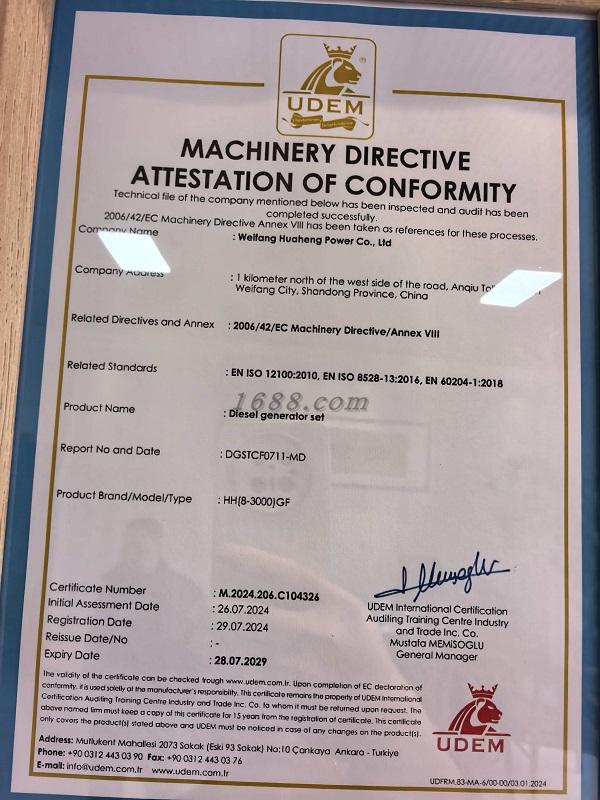 UDEM
MACHINERY DIRECTIVE
ATTESTATION OF CONFORMITY
Technical file of the company mentioned below has been inspected and audit has been
completed successfully.
2006/42/EC Machinery Directive Annex VIII has been taken as references for these processes.
Company Name : Weifang Huaheng Power Co., Ltd
Company Address : 1 kilometer north of the west side of the road, Anqiu
Weifang City, Shandong Province, China
Related Directives and Annex : 2006/42/EC Machinery Directive/Annex VIII
Related Standards : EN ISO 12100:2010, EN ISO 8528-13:2016, EN 60204-1:2018
1688.com
Product Name : Diesel generator set
Report No and Date : DGSTCF0711-MD
Product Brand/Model/Type : HH(8-3000)GF
Certificate Number : M.2024.206.C104326
Initial Assessment Date : 26.07.2024
Registration Date : 29.07.2024
Reissue Date/No : -
Expiry Date : 28.07.2029
UDEM International Certification
Auditing Training Centre Industry
and Trade Inc. Co.
Mustafa MEMİSOGLU
General Manager
The validity of the certificate can be checked trough www.udem.com.tr. Upon completion of EC declaration of
conformity, it is used solelly at the manufacturer's responsibility. This certificate remains the property of UDEM International
Certification Auditing Training Centre Industry and Trade Inc. Co. to whom it must be returned upon request. The
above named firm must keep a copy of this certificate for 15 years from the registration of certificate. This certificate
only covers the product(s) stated above and UDEM must be noticed in case of any changes on the product(s).
UDEM
Address: Mutlukent Mahallesi 2073 Sokak (Eski 93 Sokak) No:10 Çankaya Ankara - Turkiye
Phone: +90 0312 443 03 90 Fax: +90 0312 443 03 76
E-mail: info@udem.com.tr www.udem.com.tr
UDFRM.83-MA-6/00-00/03.01.2024